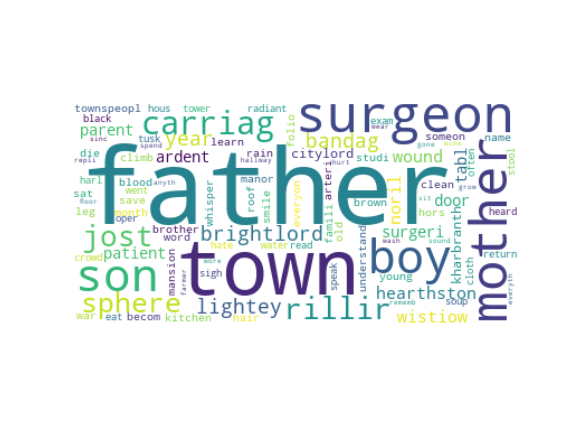 townspeopl hous tower radiant
black
sinc
parent
carriag
year
learn
folio
surgeon
bandag
exam
wear
someon
gone
wine
name
often
stool
die
repli
climb
ardent
rain
citylord
studi
wound
tabl
clean
grow
tusk
spend
father
mother
harl
blood
anyth
manor
roof
smile
everyon
arteri
hurt
hallway
noril
brown
door
hors
sit
kharbranth
heard
sat
floor
leg
went
save
month
oper
whisper
famili
old
surgeri
cloth
return
jost
brother
word
brightlord
hate
water
read
understand
boy
young
patient
crowd
son
town
mansion
farmer
sigh
wore
speak
hearthston
soup
everyth
sphere
lightey
rillir
wistiow
war eat becom kitchen hair
wash sound
rememb